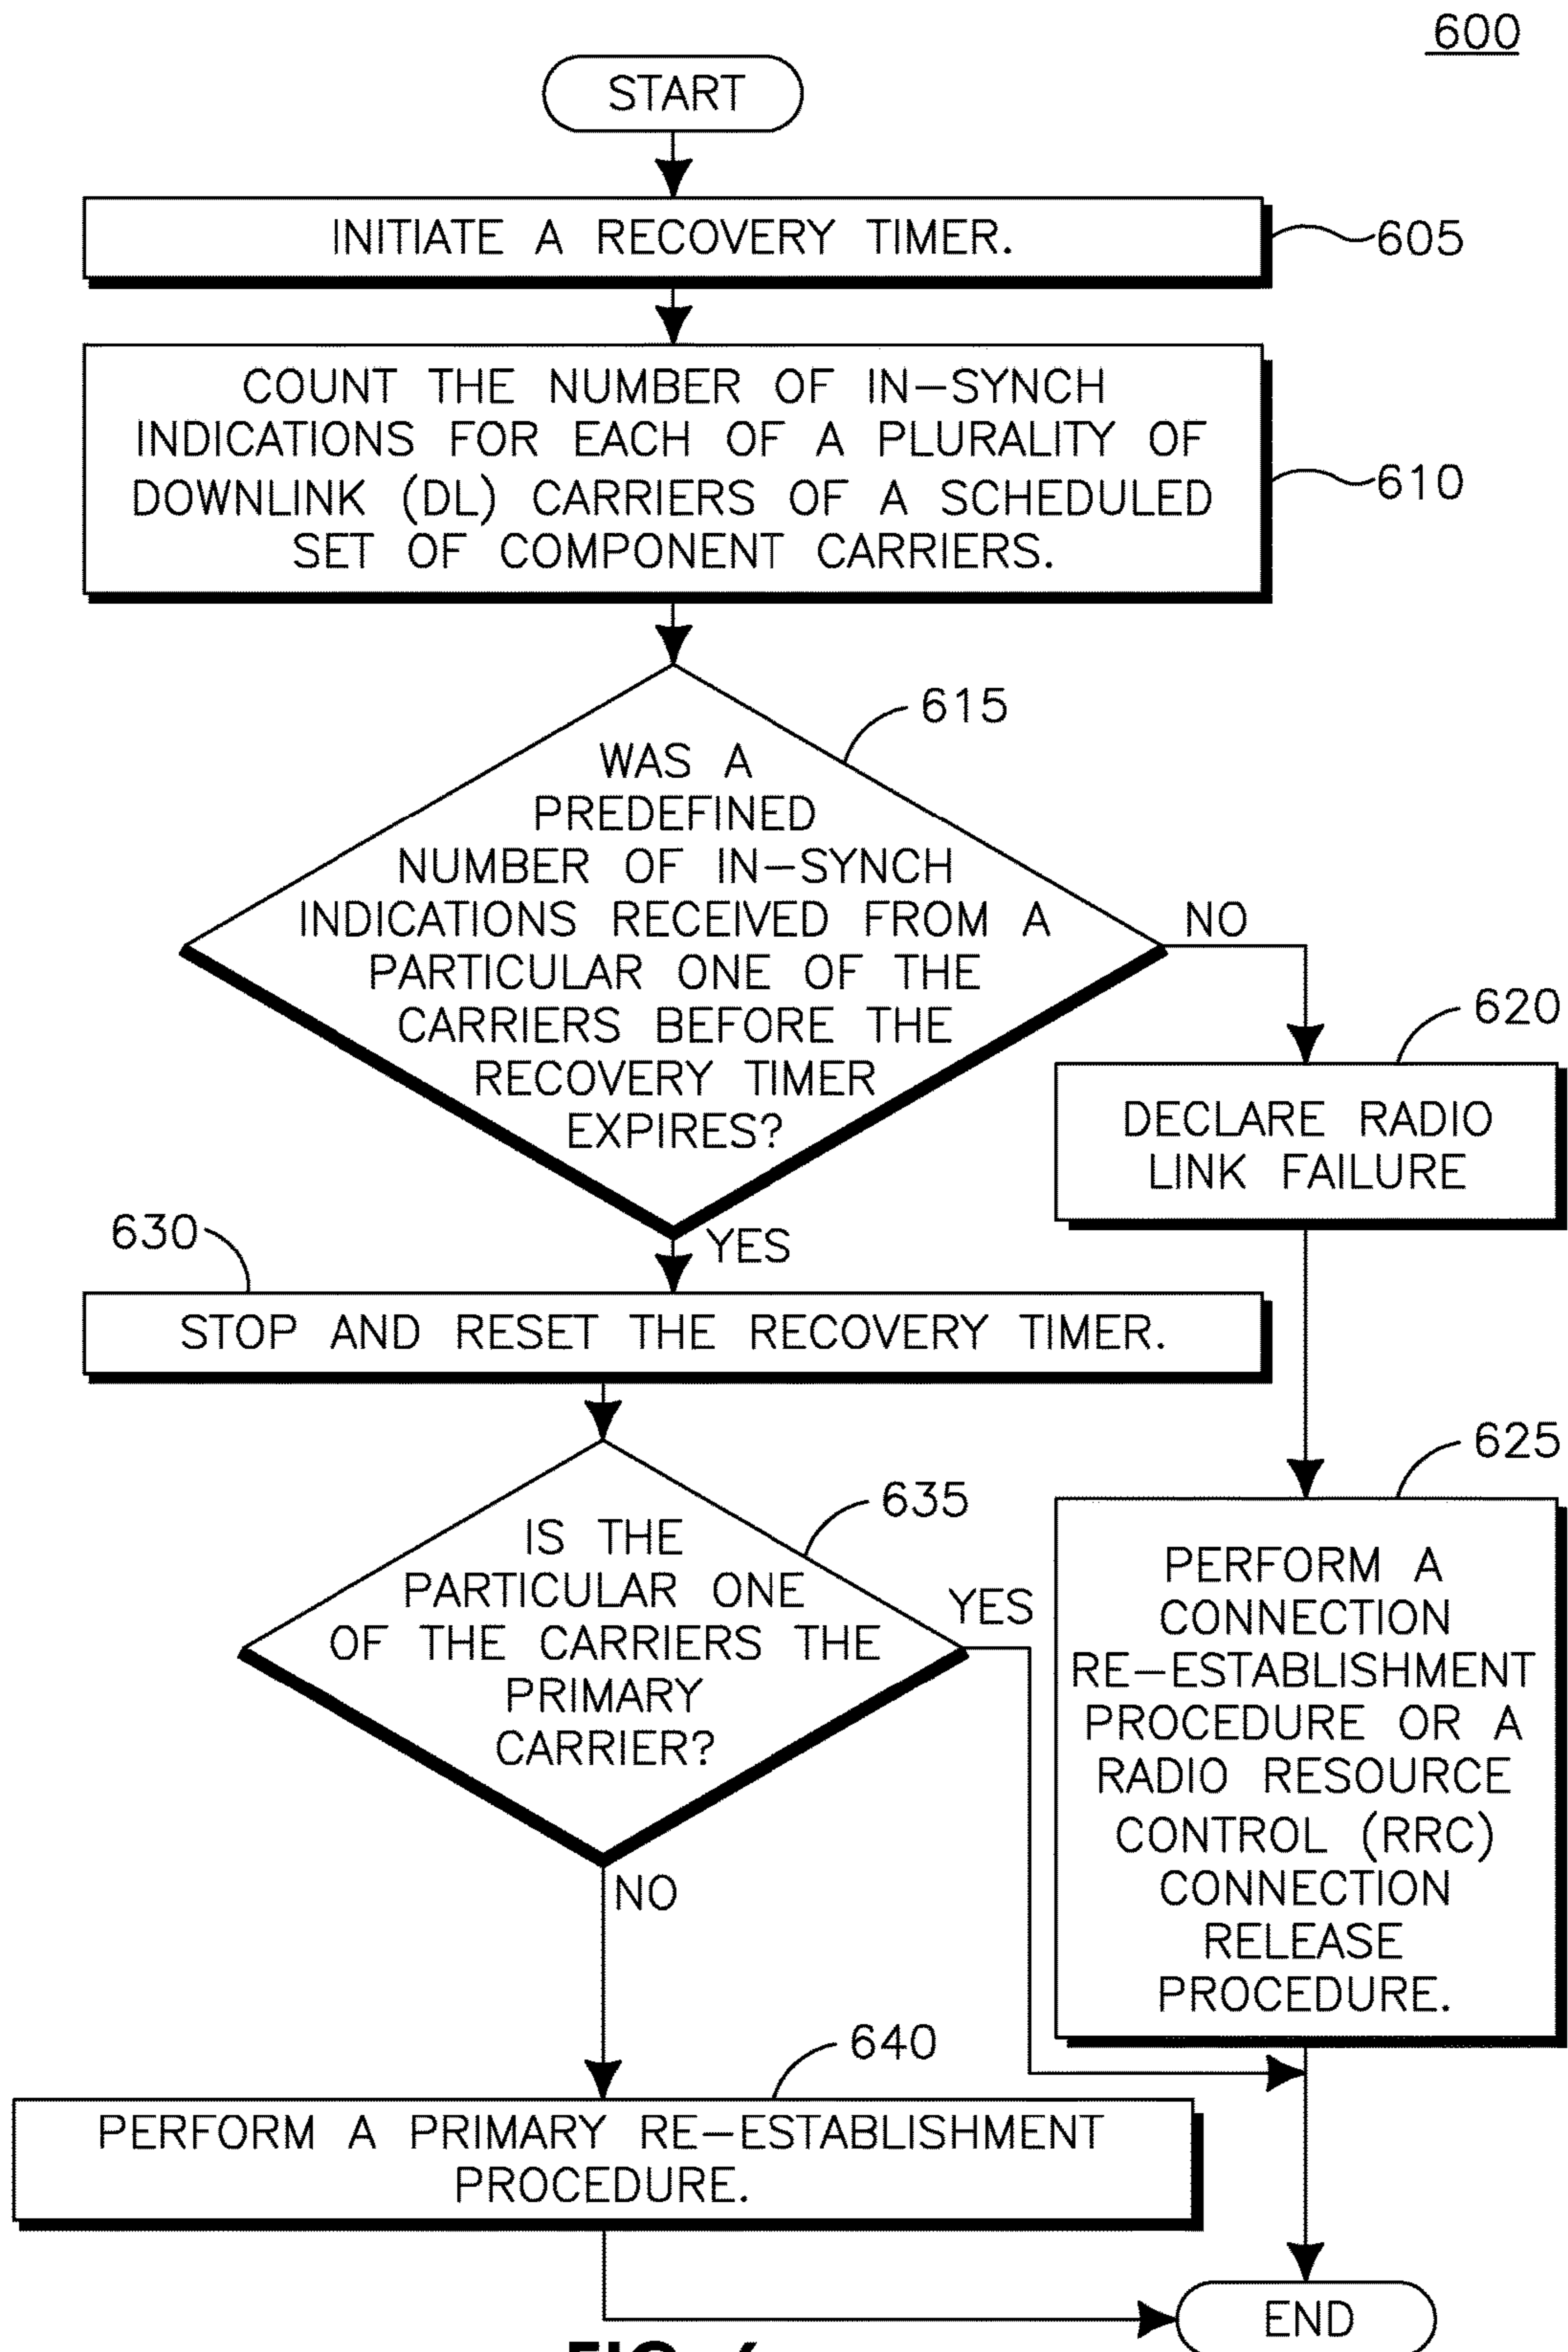 600
START
INITIATE A RECOVERY TIMER.
605
COUNT THE NUMBER OF IN-SYNCH
INDICATIONS FOR EACH OF A PLURALITY OF
DOWNLINK (DL) CARRIERS OF A SCHEDULED
SET OF COMPONENT CARRIERS.
610
615
WAS A
PREDEFINED
NUMBER OF IN-SYNCH
INDICATIONS RECEIVED FROM A
PARTICULAR ONE OF THE
CARRIERS BEFORE THE
RECOVERY TIMER
EXPIRES?
NO
620
DECLARE RADIO
LINK FAILURE
YES
630
STOP AND RESET THE RECOVERY TIMER.
635
IS THE
PARTICULAR ONE
OF THE CARRIERS THE
PRIMARY
CARRIER?
YES
625
PERFORM A
CONNECTION
RE-ESTABLISHMENT
PROCEDURE OR A
RADIO RESOURCE
CONTROL (RRC)
CONNECTION
RELEASE
PROCEDURE.
NO
640
PERFORM A PRIMARY RE-ESTABLISHMENT
PROCEDURE.
END